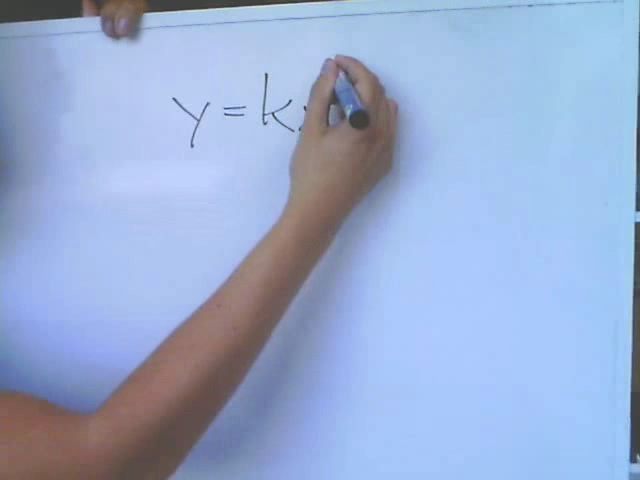 y = k